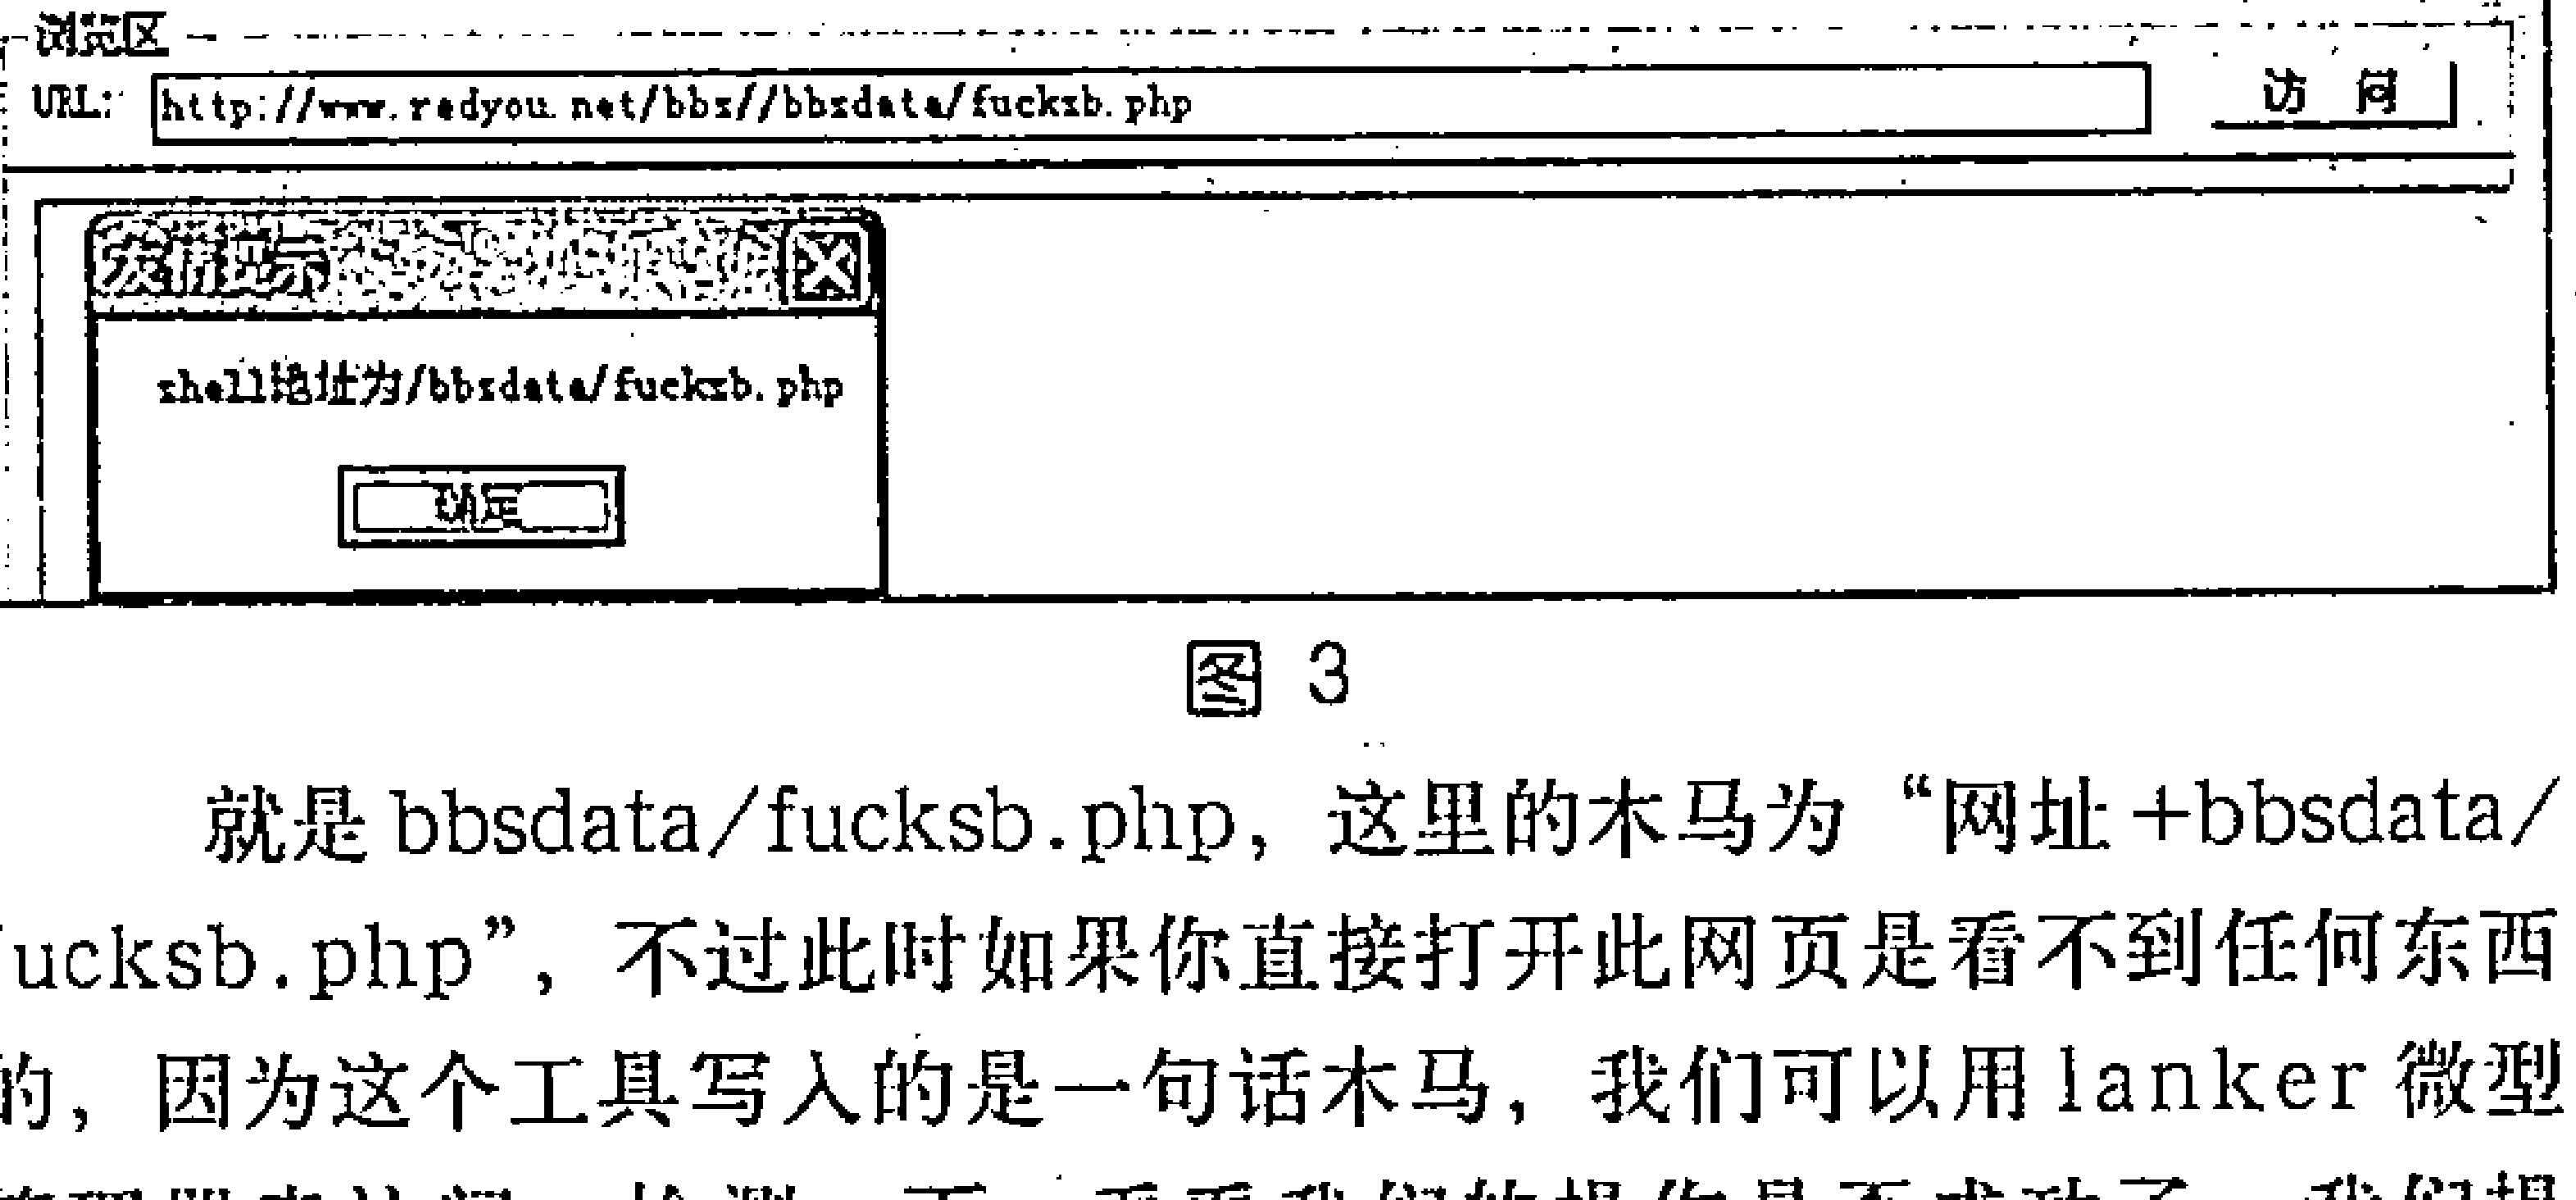 浏览区
URL: http://www.redyou.net/bbs//bbsdata/fucksb.php 访 问
提示
shell地址为/bbsdata/fucksb.php
确定
图 3
就是bbsdata/fucksb.php，这里的木马为“网址+bbsdata/
ucksb.php”，不过此时如果你直接打开此网页是看不到任何东西
的，因为这个工具写入的是一句话木马，我们可以用lanker微型